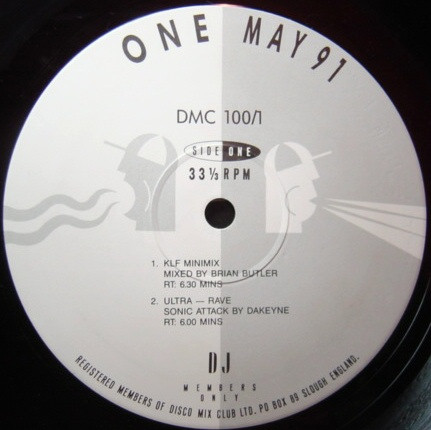 ONE MAY 91
DMC 100/1
SIDE ONE
33⅓ RPM
1. KLF MINIMIX
MIXED BY BRIAN BUTLER
RT: 6.30 MINS
2. ULTRA — RAVE
SONIC ATTACK BY DAKEYNE
RT: 6.00 MINS
DJ
MEMBERS
ONLY
REGISTERED MEMBERS OF DISCO MIX CLUB LTD. PO BOX 89 SLOUGH ENGLAND.